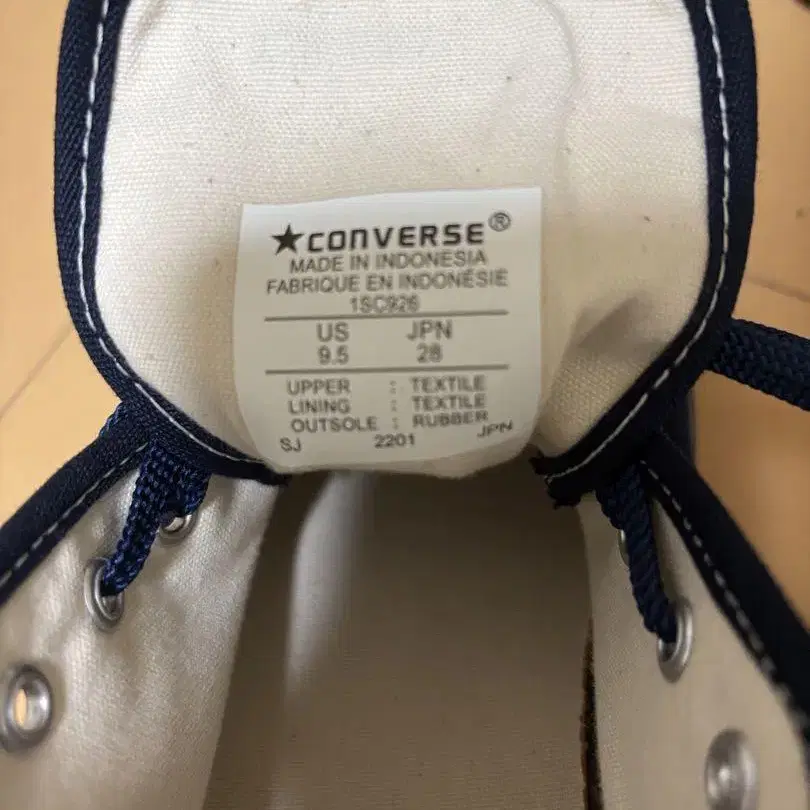 ★CONVERSE®
MADE IN INDONESIA
FABRIQUE EN INDONÉSIE
1SC926
US JPN
9.5 28
UPPER : TEXTILE
LINING : TEXTILE
OUTSOLE : RUBBER
SJ 2201 JPN